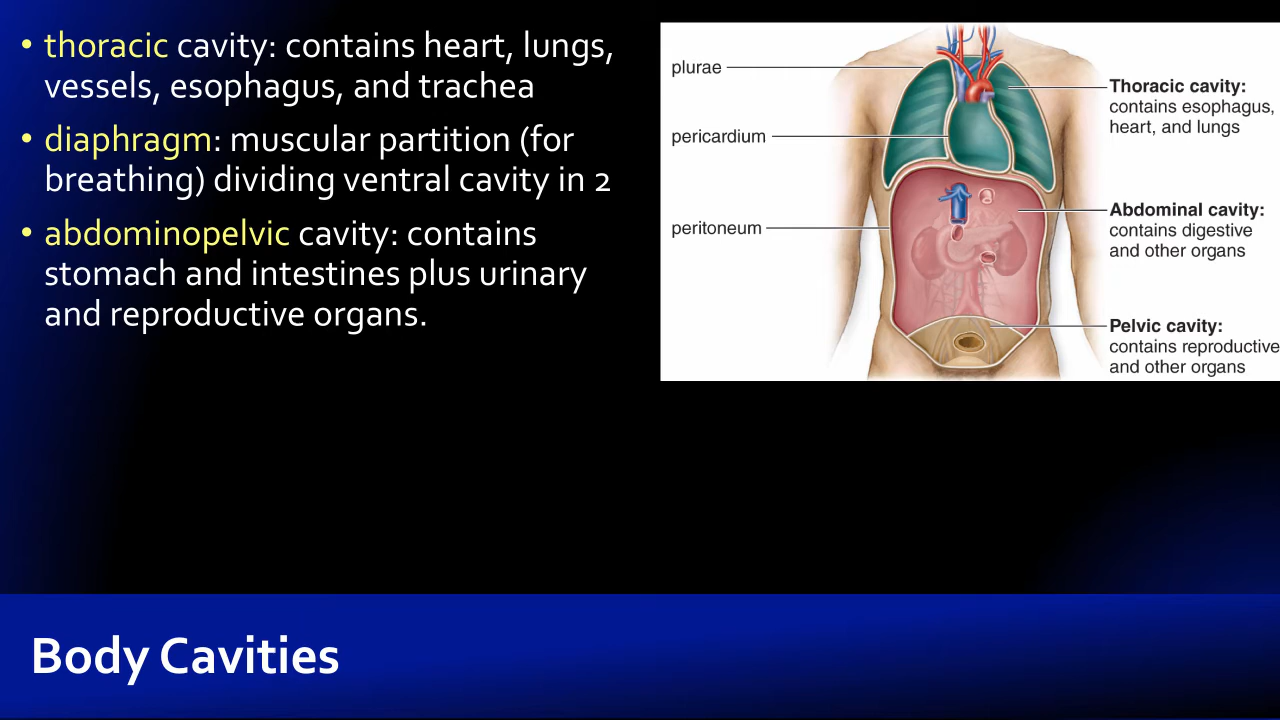 • thoracic cavity: contains heart, lungs,
vessels, esophagus, and trachea
• diaphragm: muscular partition (for
breathing) dividing ventral cavity in 2
• abdominopelvic cavity: contains
stomach and intestines plus urinary
and reproductive organs.
plurae
pericardium
peritoneum
Thoracic cavity:
contains esophagus,
heart, and lungs
Abdominal cavity:
contains digestive
and other organs
Pelvic cavity:
contains reproductive
and other organs
Body Cavities